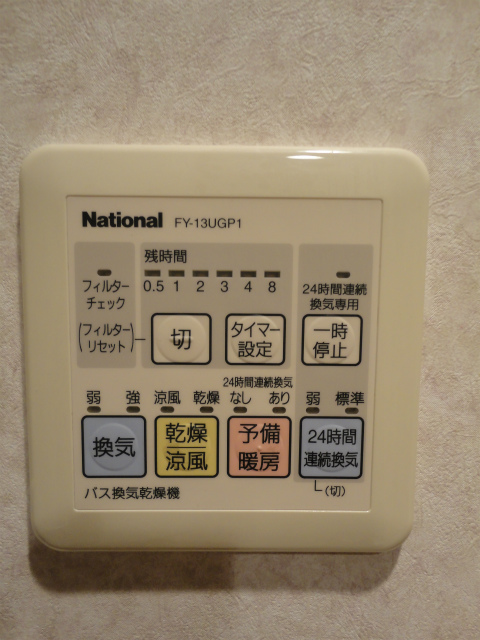 National FY-13UGP1
残時間
フィルター
チェック
0.5 1 2 3 4 8
24時間連続
換気専用
(フィルター
リセット)
切
タイマー
設定
一時
停止
24時間連続換気
弱 強 涼風 乾燥 なし あり 弱 標準
換気
乾燥
涼風
予備
暖房
24時間
連続換気
(切)
バス換気乾燥機